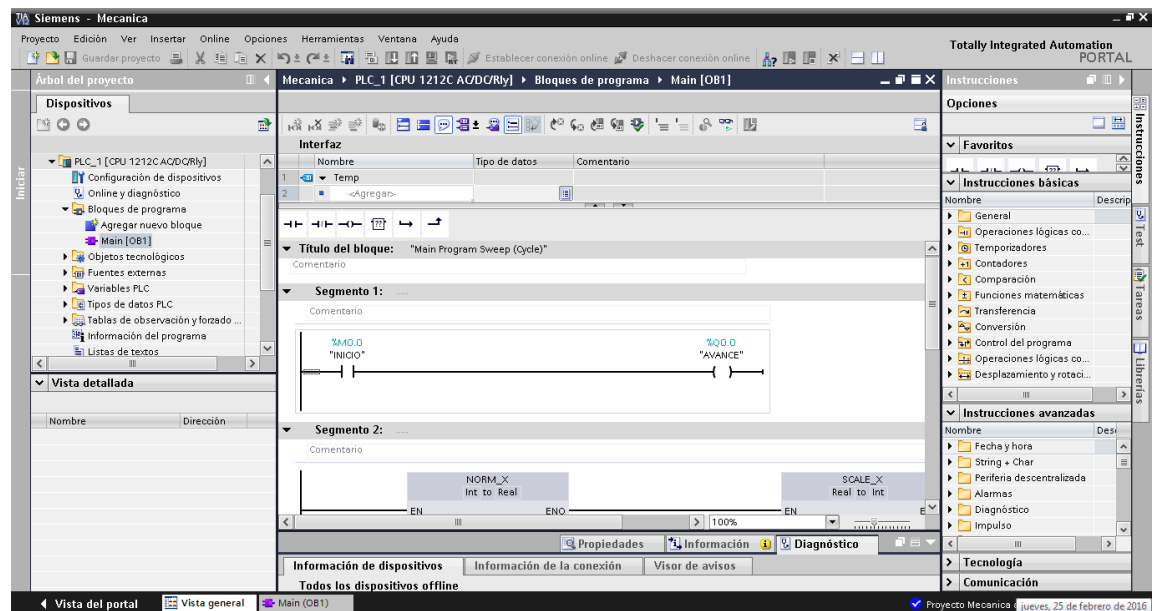 Siemens - Mecanica
Proyecto Edición Ver Insertar Online Opciones Herramientas Ventana Ayuda
Guardar proyecto Establecer conexión online Deshacer conexión online
Totally Integrated Automation
PORTAL
Iniciar
Árbol del proyecto
Dispositivos
PLC_1 [CPU 1212C AC/DC/Rly]
Configuración de dispositivos
Online y diagnóstico
Bloques de programa
Agregar nuevo bloque
Main [OB1]
Objetos tecnológicos
Fuentes externas
Variables PLC
Tipos de datos PLC
Tablas de observación y forzado ...
Información del programa
Listas de textos
Vista detallada
Nombre Dirección
Mecanica PLC_1 [CPU 1212C AC/DC/Rly] Bloques de programa Main [OB1]
Interfaz
Nombre Tipo de datos Comentario
1 Temp
2 <Agregar>
Título del bloque: "Main Program Sweep (Cycle)"
Comentario
Segmento 1: .....
Comentario
%M0.0 %Q0.0
"INICIO" "AVANCE"
Segmento 2: .....
Comentario
NORM_X SCALE_X
Int to Real Real to Int
EN ENO EN
100%
Propiedades Información Diagnóstico
Información de dispositivos Información de la conexión Visor de avisos
Todos los dispositivos offline
Instrucciones
Opciones
Favoritos
Instrucciones básicas
Nombre Descrip
General
Operaciones lógicas co...
Temporizadores
Contadores
Comparación
Funciones matemáticas
Transferencia
Conversión
Control del programa
Operaciones lógicas co...
Desplazamiento y rotaci...
Instrucciones avanzadas
Nombre Desc
Fecha y hora
String + Char
Periferia descentralizada
Alarmas
Diagnóstico
Impulso
Tecnología
Comunicación
Instrucciones
Test
Tareas
Librerías
Vista del portal Vista general Main (OB1)
Proyecto Mecanica
jueves, 25 de febrero de 2016